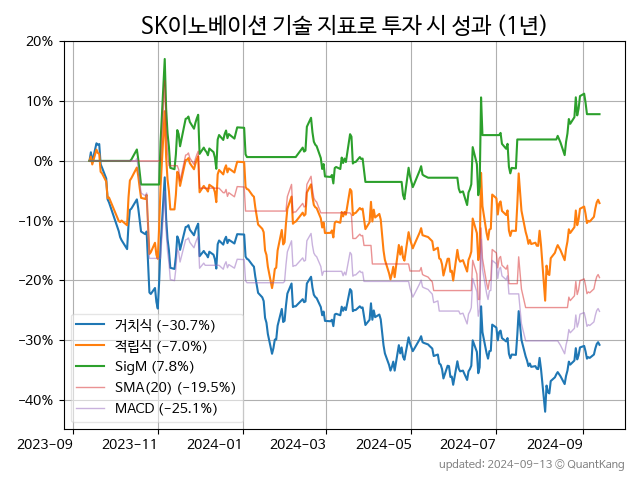 SK이노베이션 기술 지표로 투자 시 성과 (1년)
20%
10%
0%
−10%
−20%
−30%
−40%
거치식 (−30.7%)
적립식 (−7.0%)
SigM (7.8%)
SMA(20) (−19.5%)
MACD (−25.1%)
2023-09 2023-11 2024-01 2024-03 2024-05 2024-07 2024-09
updated: 2024-09-13 ⓒ QuantKang